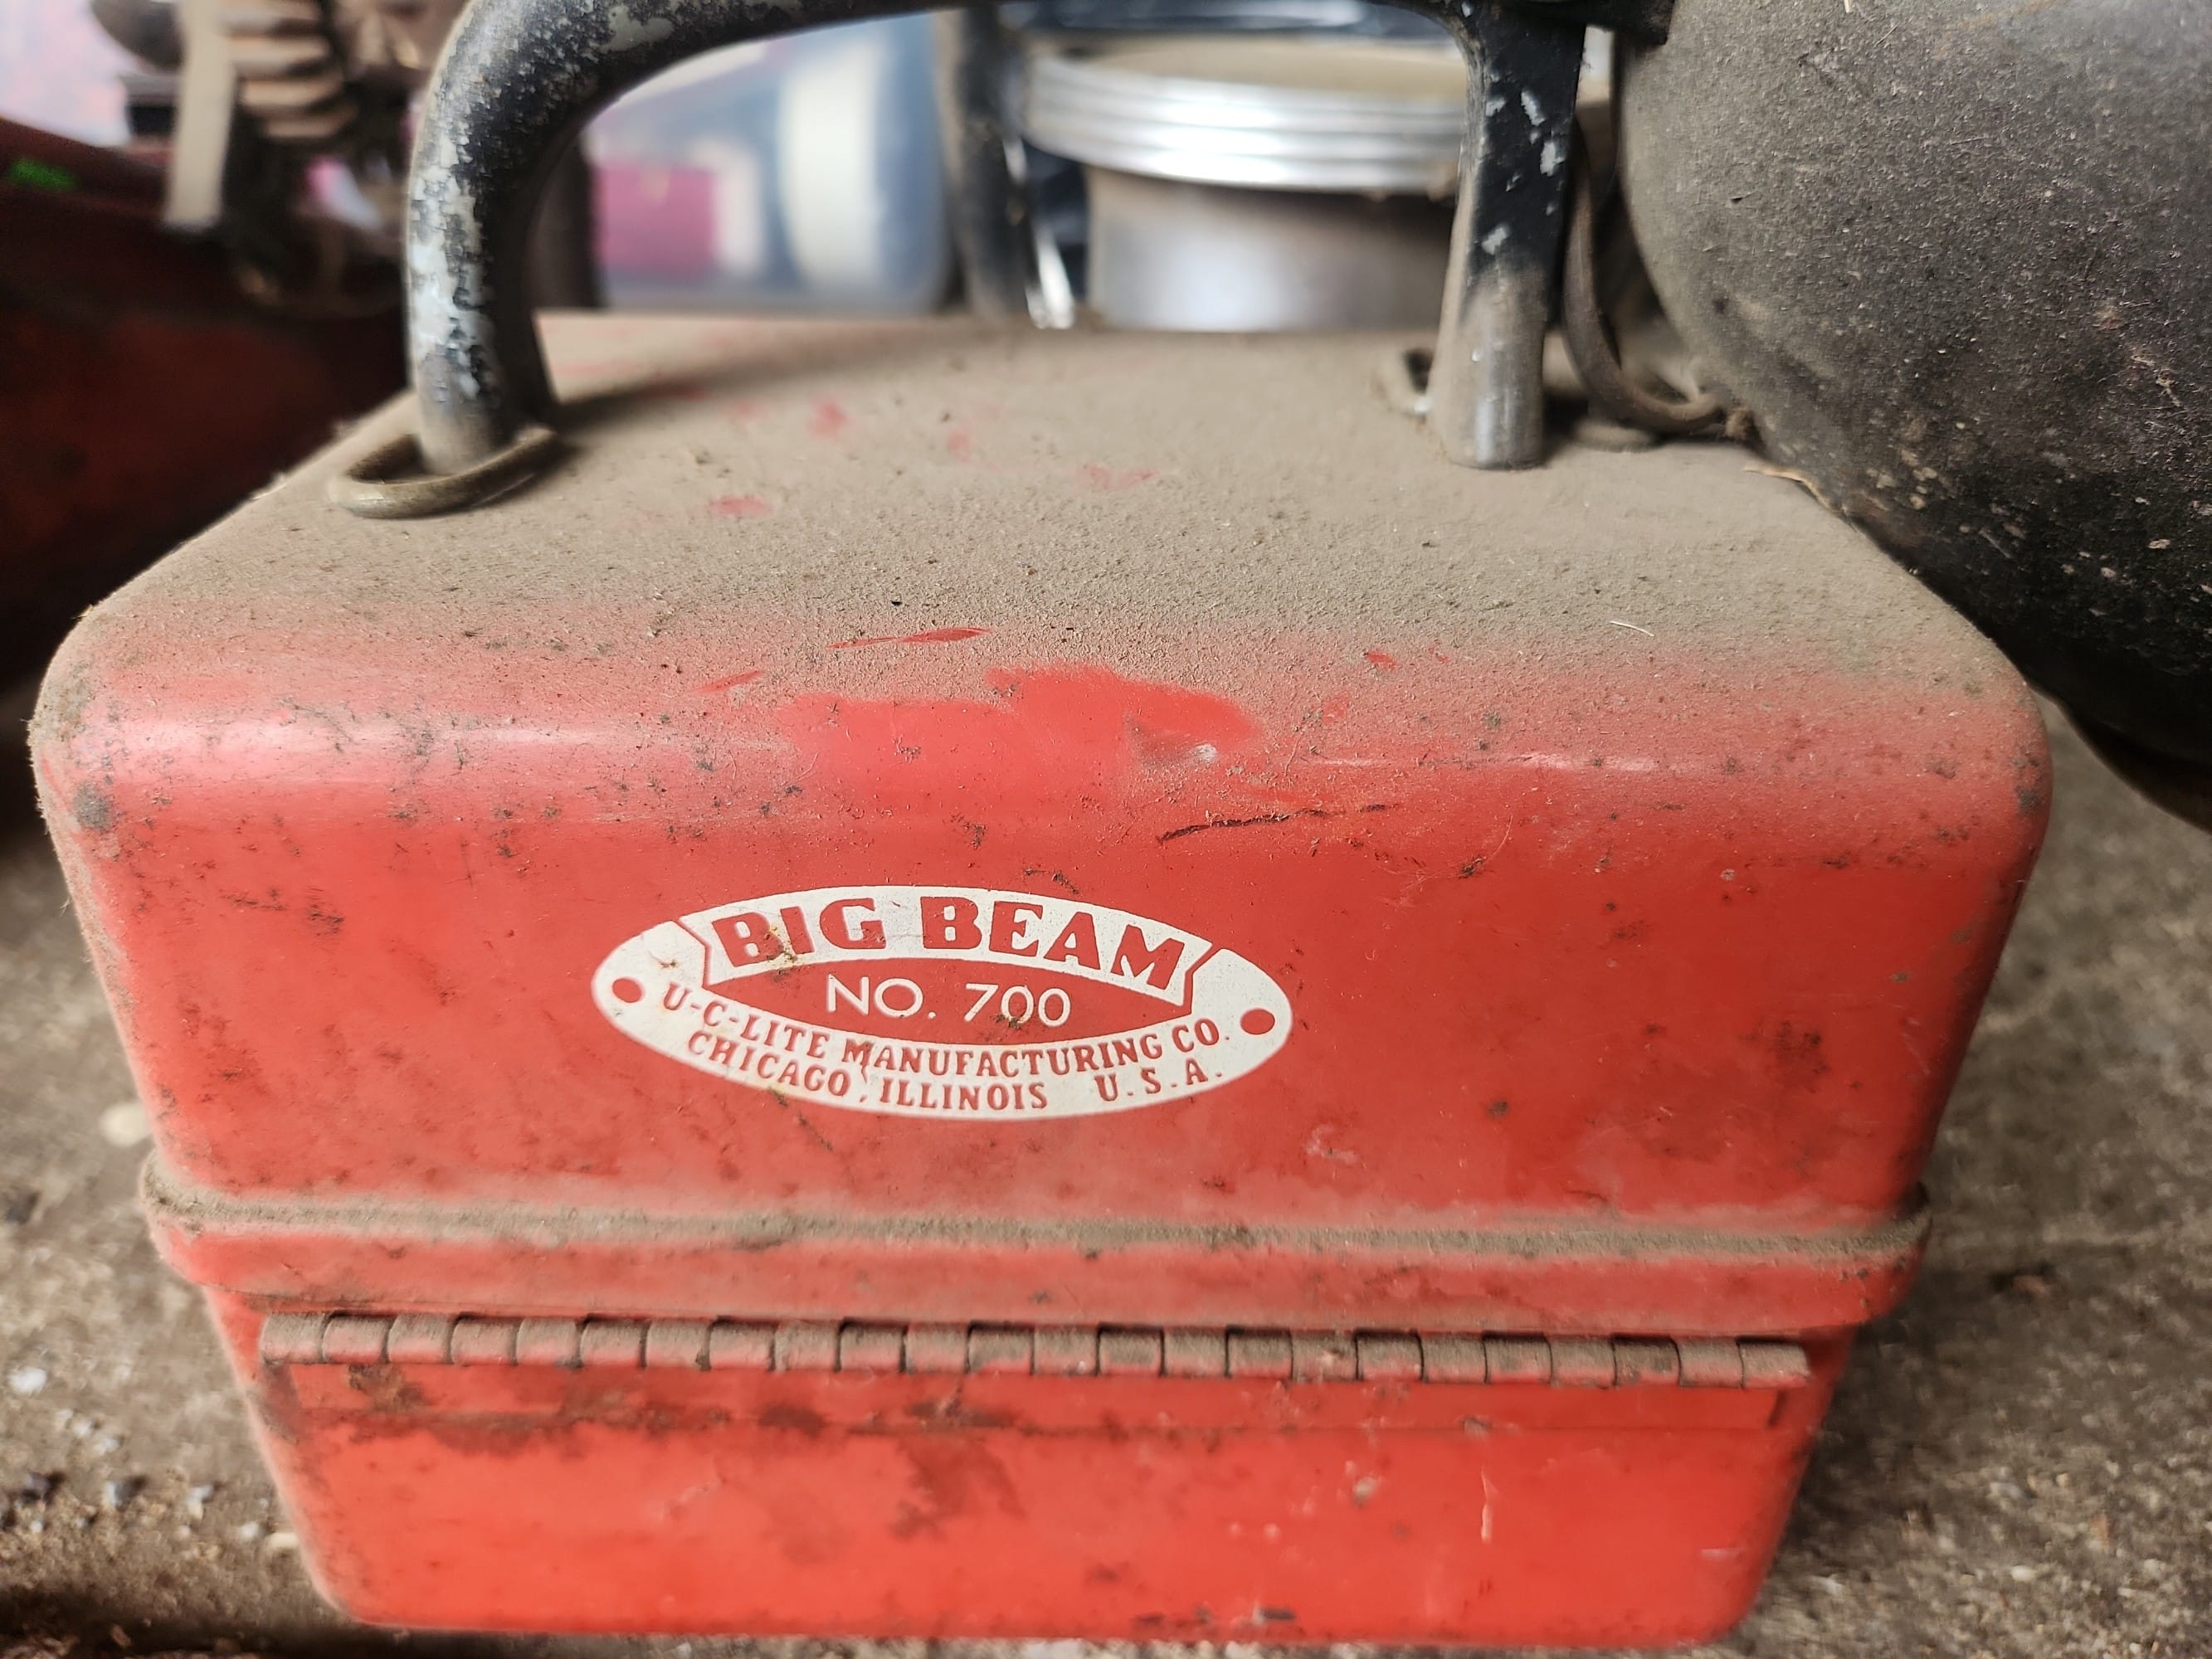 BIG BEAM
NO. 700
U-C-LITE MANUFACTURING CO.
CHICAGO, ILLINOIS U.S.A.